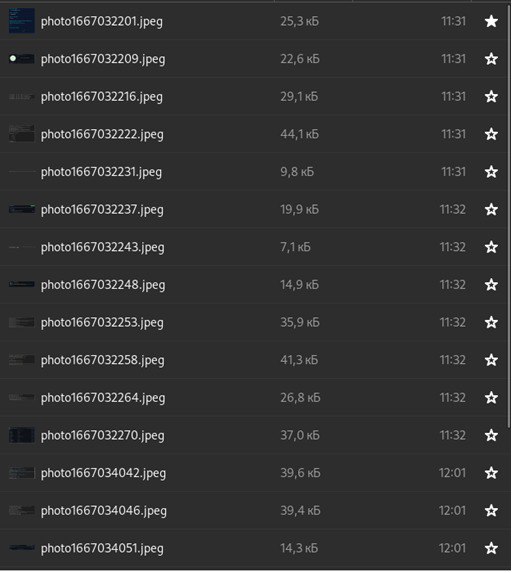 photo1667032201.jpeg 25,3 кБ 11:31
photo1667032209.jpeg 22,6 кБ 11:31
photo1667032216.jpeg 29,1 кБ 11:31
photo1667032222.jpeg 44,1 кБ 11:31
photo1667032231.jpeg 9,8 кБ 11:31
photo1667032237.jpeg 19,9 кБ 11:32
photo1667032243.jpeg 7,1 кБ 11:32
photo1667032248.jpeg 14,9 кБ 11:32
photo1667032253.jpeg 35,9 кБ 11:32
photo1667032258.jpeg 41,3 кБ 11:32
photo1667032264.jpeg 26,8 кБ 11:32
photo1667032270.jpeg 37,0 кБ 11:32
photo1667034042.jpeg 39,6 кБ 12:01
photo1667034046.jpeg 39,4 кБ 12:01
photo1667034051.jpeg 14,3 кБ 12:01